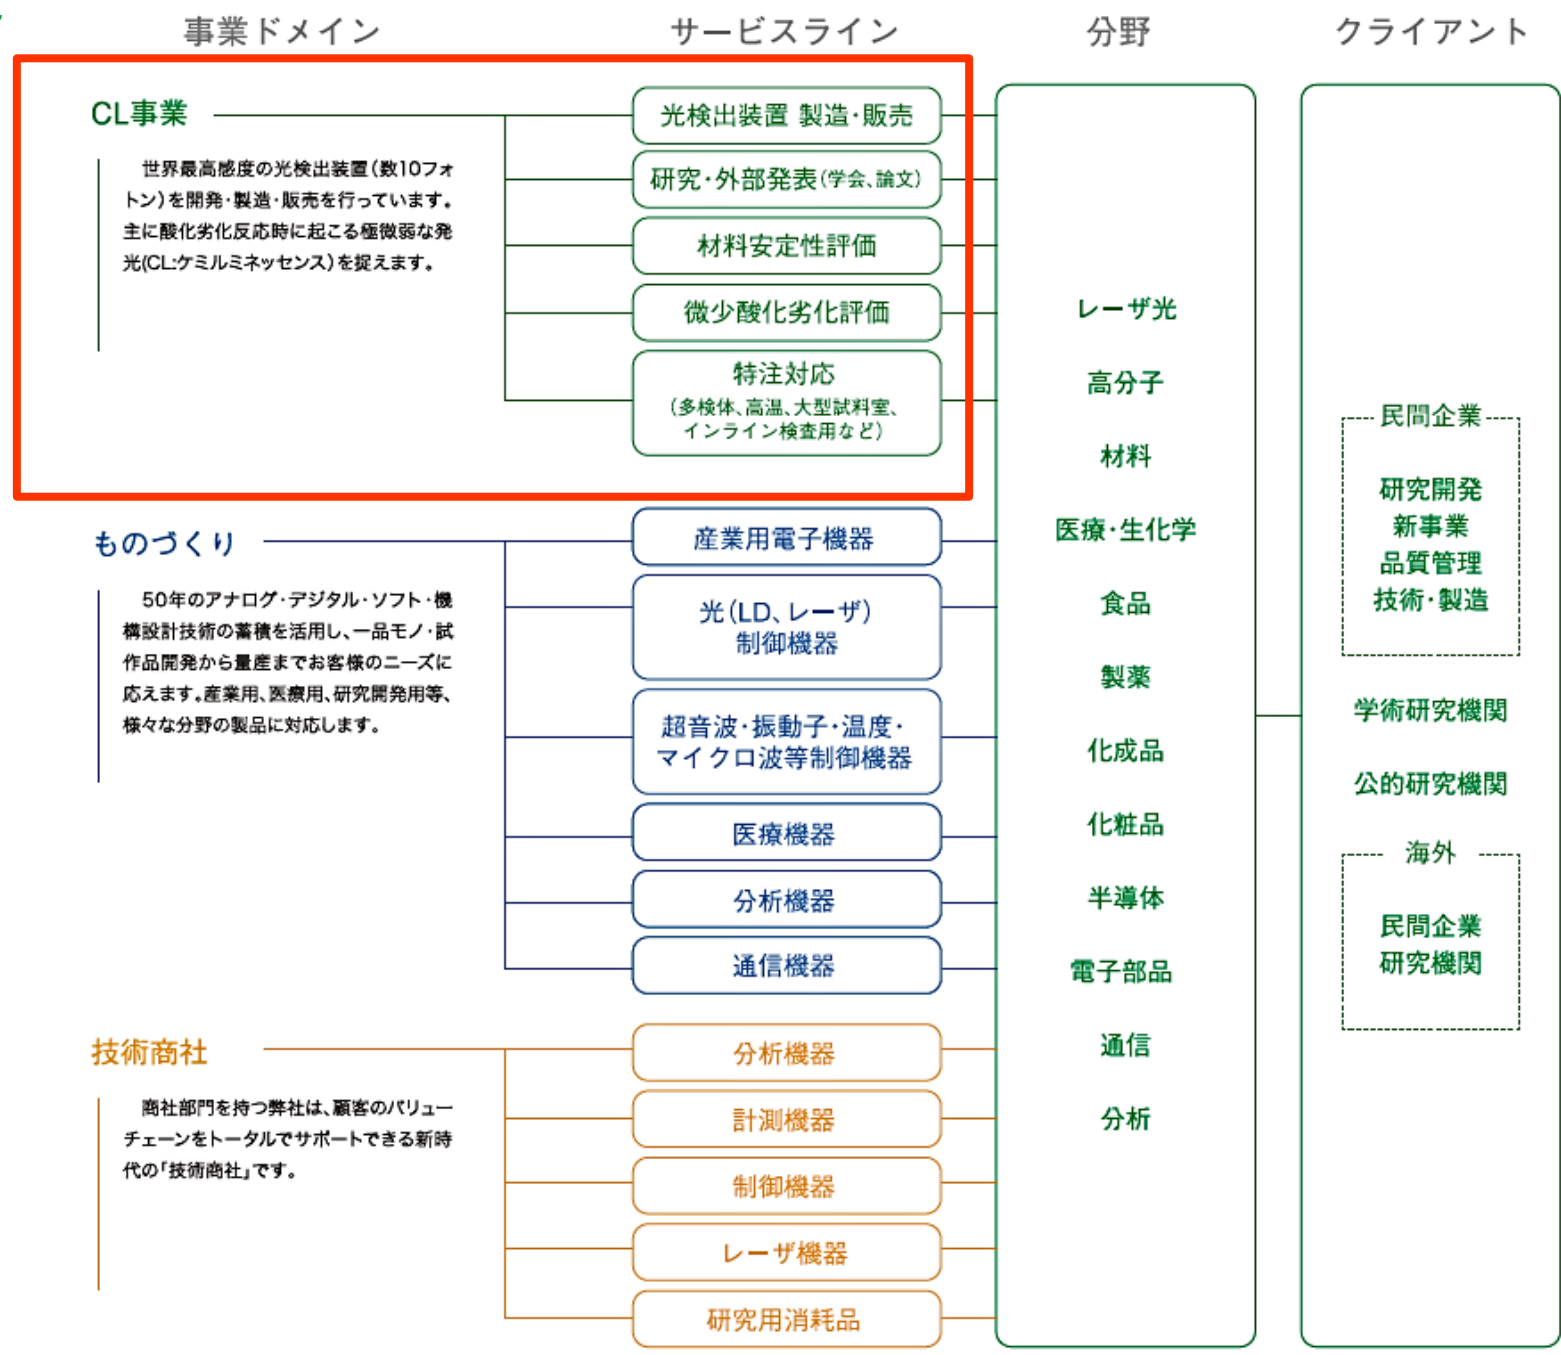 事業ドメイン
サービスライン
分野
クライアント
CL事業
世界最高感度の光検出装置(数10フォ
トン)を開発・製造・販売を行っています。
主に酸化劣化反応時に起こる極微弱な発
光(CL:ケミルミネッセンス)を捉えます。
光検出装置 製造・販売
研究・外部発表(学会、論文)
材料安定性評価
微少酸化劣化評価
特注対応
(多検体、高温、大型試料室、
インライン検査用など)
ものづくり
50年のアナログ・デジタル・ソフト・機
構設計技術の蓄積を活用し、一品モノ・試
作品開発から量産までお客様のニーズに
応えます。産業用、医療用、研究開発用等、
様々な分野の製品に対応します。
産業用電子機器
光(LD、レーザ)
制御機器
超音波・振動子・温度・
マイクロ波等制御機器
医療機器
分析機器
通信機器
技術商社
商社部門を持つ弊社は、顧客のバリュー
チェーンをトータルでサポートできる新時
代の「技術商社」です。
分析機器
計測機器
制御機器
レーザ機器
研究用消耗品
レーザ光
高分子
材料
医療・生化学
食品
製薬
化成品
化粧品
半導体
電子部品
通信
分析
民間企業
研究開発
新事業
品質管理
技術・製造
学術研究機関
公的研究機関
海外
民間企業
研究機関